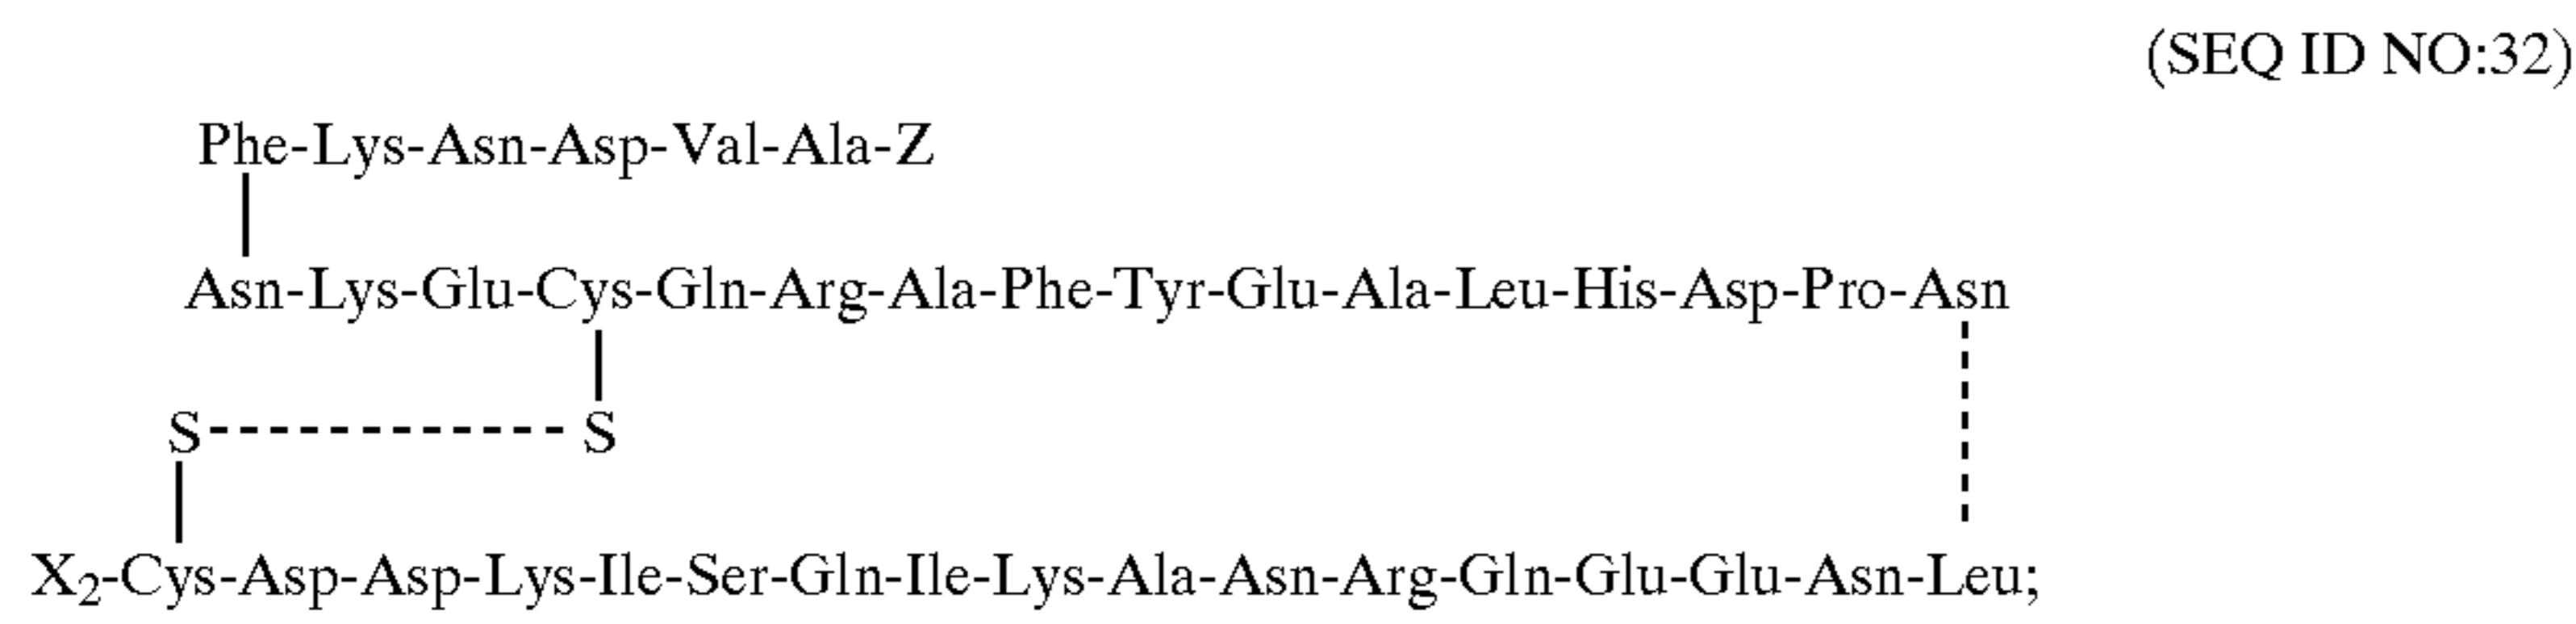 (SEQ ID NO:32)
Phe-Lys-Asn-Asp-Val-Ala-Z
Asn-Lys-Glu-Cys-Gln-Arg-Ala-Phe-Tyr-Glu-Ala-Leu-His-Asp-Pro-Asn
S------------S
X₂-Cys-Asp-Asp-Lys-Ile-Ser-Gln-Ile-Lys-Ala-Asn-Arg-Gln-Glu-Glu-Asn-Leu;